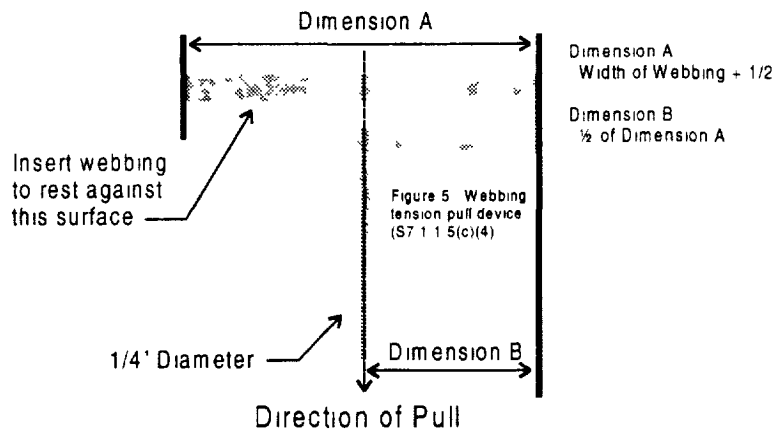 Dimension A
Dimension A
Width of Webbing + 1/2
Dimension B
½ of Dimension A
Insert webbing
to rest against
this surface
Figure 5 Webbing
tension pull device
(S7 1 1 5(c)(4)
1/4' Diameter
Dimension B
Direction of Pull